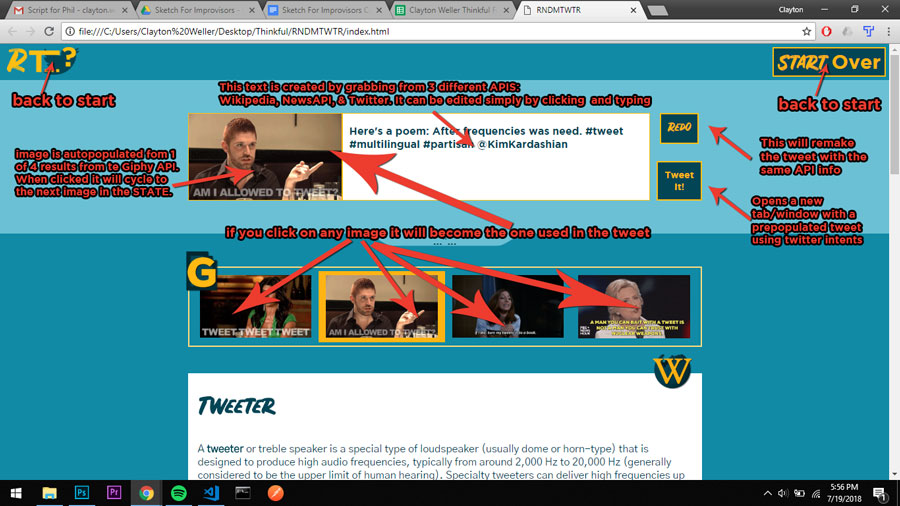 Script for Phil - clayton.w
Sketch For Improvisors -
Sketch For Improvisors C
Clayton Weller Thinkful
RNDMTWTR
Clayton
file:///C:/Users/Clayton%20Weller/Desktop/Thinkful/RNDMTWTR/index.html
RT...?
START Over
back to start
This text is created by grabbing from 3 different APIS:
Wikipedia, NewsAPI, & Twitter. It can be edited simply by clicking and typing
back to start
Here's a poem: After frequencies was need. #tweet
#multilingual #partisan @KimKardashian
REDO
This will remake
the tweet with the
same API info
image is autopopulated fom 1
of 4 results from te Giphy API.
When clicked it will cycle to
the next image in the STATE.
AM I ALLOWED TO TWEET?
Tweet
It!
Opens a new
tab/window with a
prepopulated tweet
using twitter intents
if you click on any image it will become the one used in the tweet
G
TWEET TWEET TWEET
AM I ALLOWED TO TWEET?
A MAN YOU CAN BAIT WITH A TWEET IS
NOT A MAN YOU CAN TRUST WITH
NUCLEAR WEAPONS
W
TWEETER
A tweeter or treble speaker is a special type of loudspeaker (usually dome or horn-type) that is
designed to produce high audio frequencies, typically from around 2,000 Hz to 20,000 Hz (generally
considered to be the upper limit of human hearing). Specialty tweeters can deliver high frequencies up
Ps
Pr
5:56 PM
7/19/2018